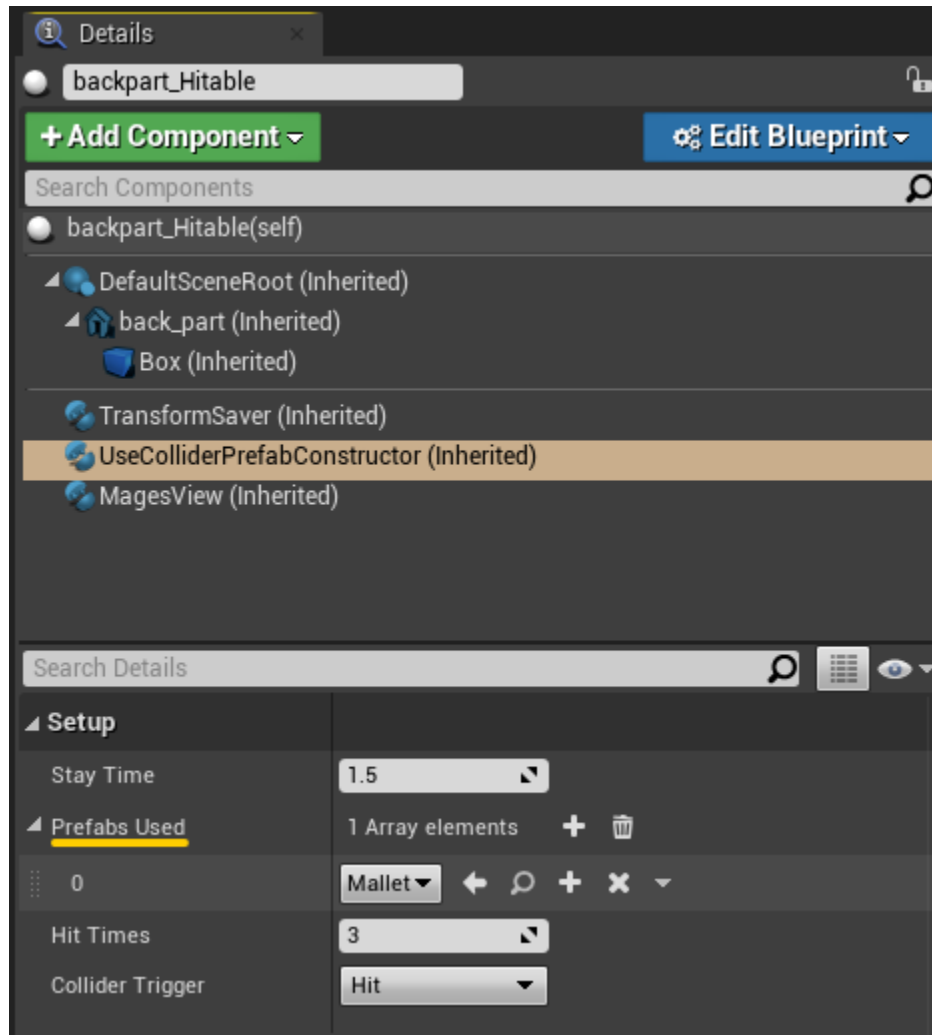 Details
backpart_Hitable
+ Add Component
Edit Blueprint
Search Components
backpart_Hitable(self)
DefaultSceneRoot (Inherited)
back_part (Inherited)
Box (Inherited)
TransformSaver (Inherited)
UseColliderPrefabConstructor (Inherited)
MagesView (Inherited)
Search Details
Setup
Stay Time 1.5
Prefabs Used 1 Array elements
0 Mallet
Hit Times 3
Collider Trigger Hit